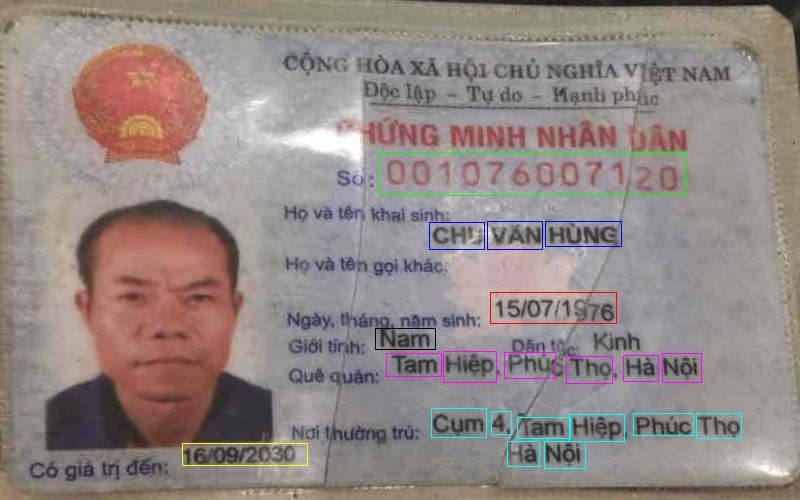 CỘNG HÒA XÃ HỘI CHỦ NGHĨA VIỆT NAM
Độc lập - Tự do - Hạnh phúc
CHỨNG MINH NHÂN DÂN
Số: 001076007120
Họ và tên khai sinh:
CHU VĂN HÙNG
Họ và tên gọi khác:
Ngày, tháng, năm sinh: 15/07/1976
Giới tính: Nam Dân tộc: Kinh
Quê quán: Tam Hiệp, Phúc Thọ, Hà Nội
Nơi thường trú: Cụm 4, Tam Hiệp, Phúc Thọ
Hà Nội
Có giá trị đến: 16/09/2030